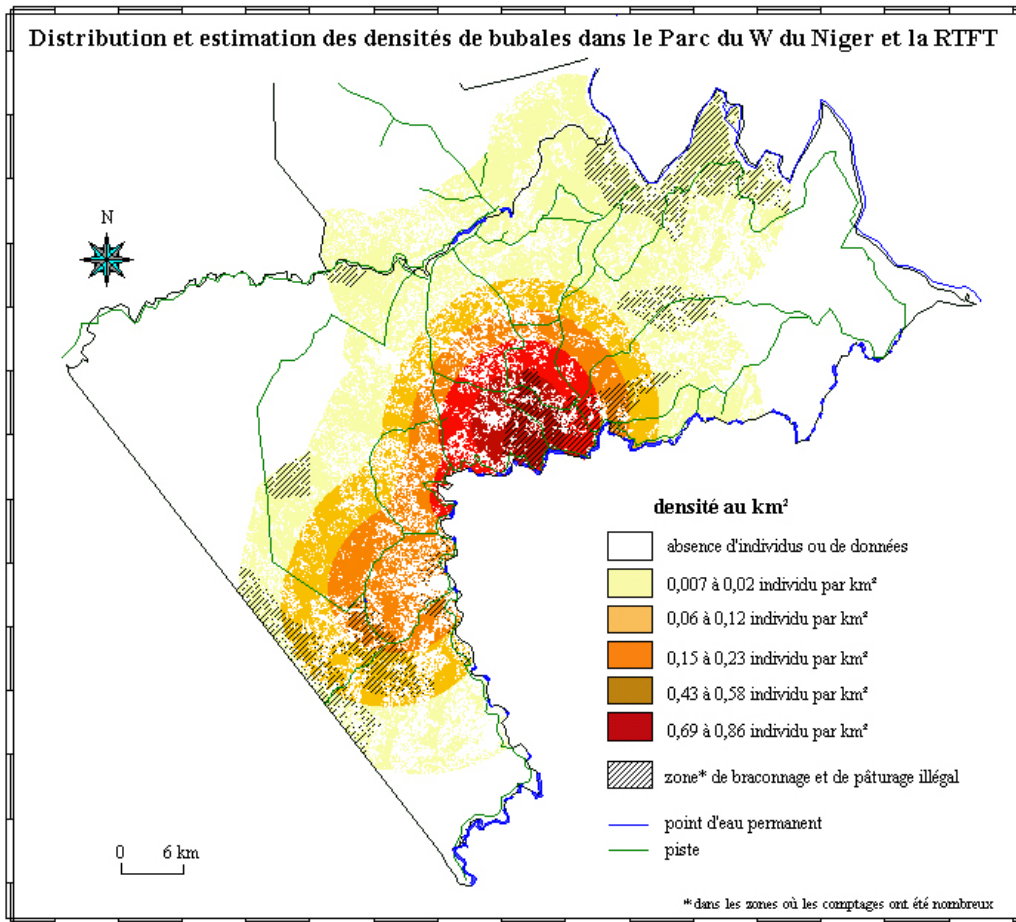 Distribution et estimation des densités de bubales dans le Parc du W du Niger et la RTFT
N
densité au km²
absence d'individus ou de données
0,007 à 0,02 individu par km²
0,06 à 0,12 individu par km²
0,15 à 0,23 individu par km²
0,43 à 0,58 individu par km²
0,69 à 0,86 individu par km²
zone* de braconnage et de pâturage illégal
point d'eau permanent
piste
0 6 km
* dans les zones où les comptages ont été nombreux